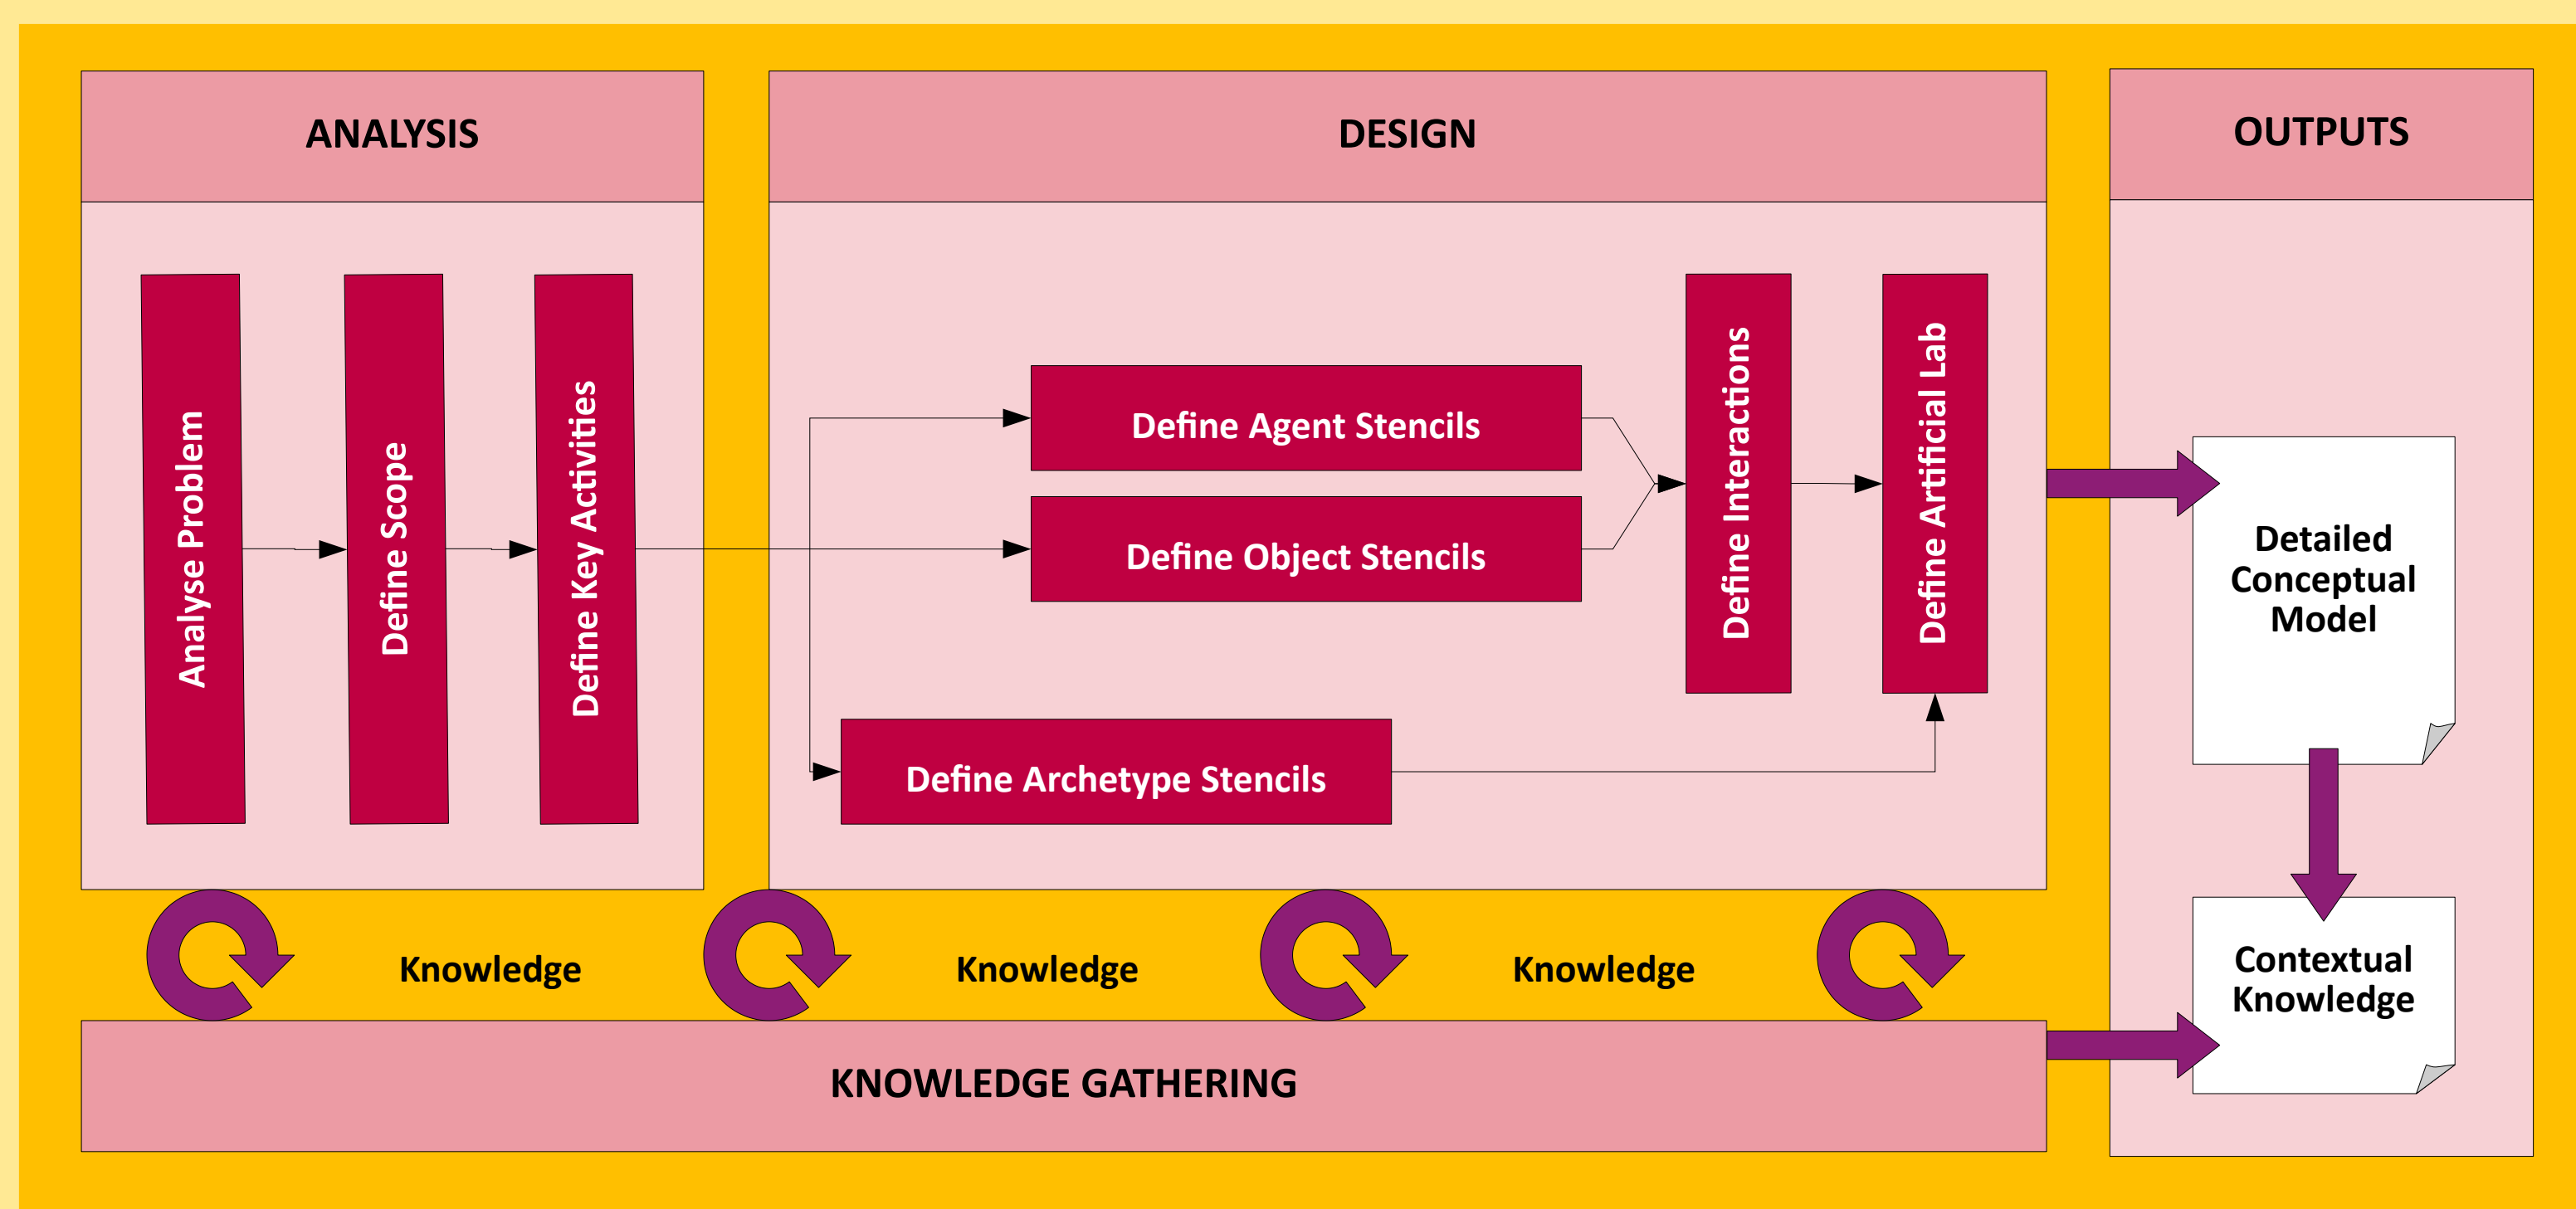 ANALYSIS
Analyse Problem
Define Scope
Define Key Activities
DESIGN
Define Agent Stencils
Define Object Stencils
Define Archetype Stencils
Define Interactions
Define Artificial Lab
OUTPUTS
Detailed
Conceptual
Model
Contextual
Knowledge
Knowledge
Knowledge
Knowledge
KNOWLEDGE GATHERING